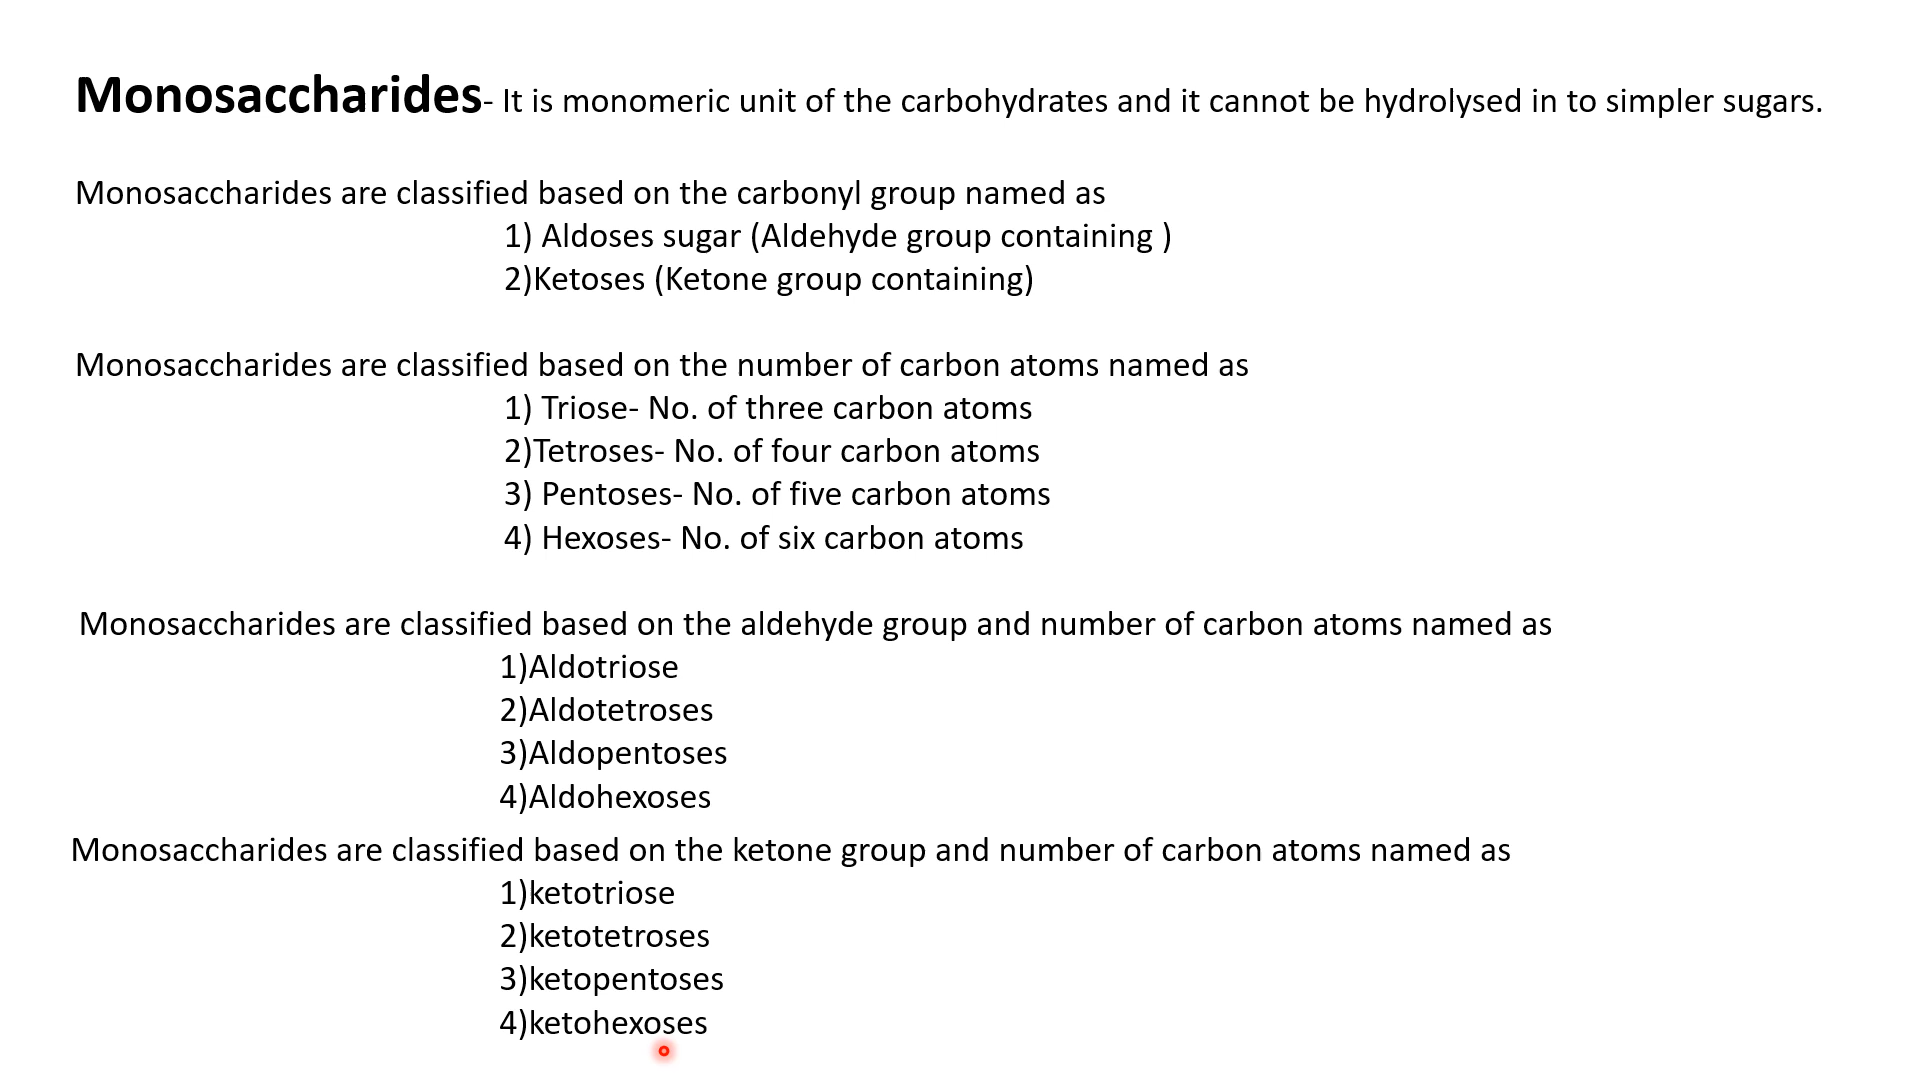 Monosaccharides- It is monomeric unit of the carbohydrates and it cannot be hydrolysed in to simpler sugars.
Monosaccharides are classified based on the carbonyl group named as
1) Aldoses sugar (Aldehyde group containing )
2)Ketoses (Ketone group containing)
Monosaccharides are classified based on the number of carbon atoms named as
1) Triose- No. of three carbon atoms
2)Tetroses- No. of four carbon atoms
3) Pentoses- No. of five carbon atoms
4) Hexoses- No. of six carbon atoms
Monosaccharides are classified based on the aldehyde group and number of carbon atoms named as
1)Aldotriose
2)Aldotetroses
3)Aldopentoses
4)Aldohexoses
Monosaccharides are classified based on the ketone group and number of carbon atoms named as
1)ketotriose
2)ketotetroses
3)ketopentoses
4)ketohexoses